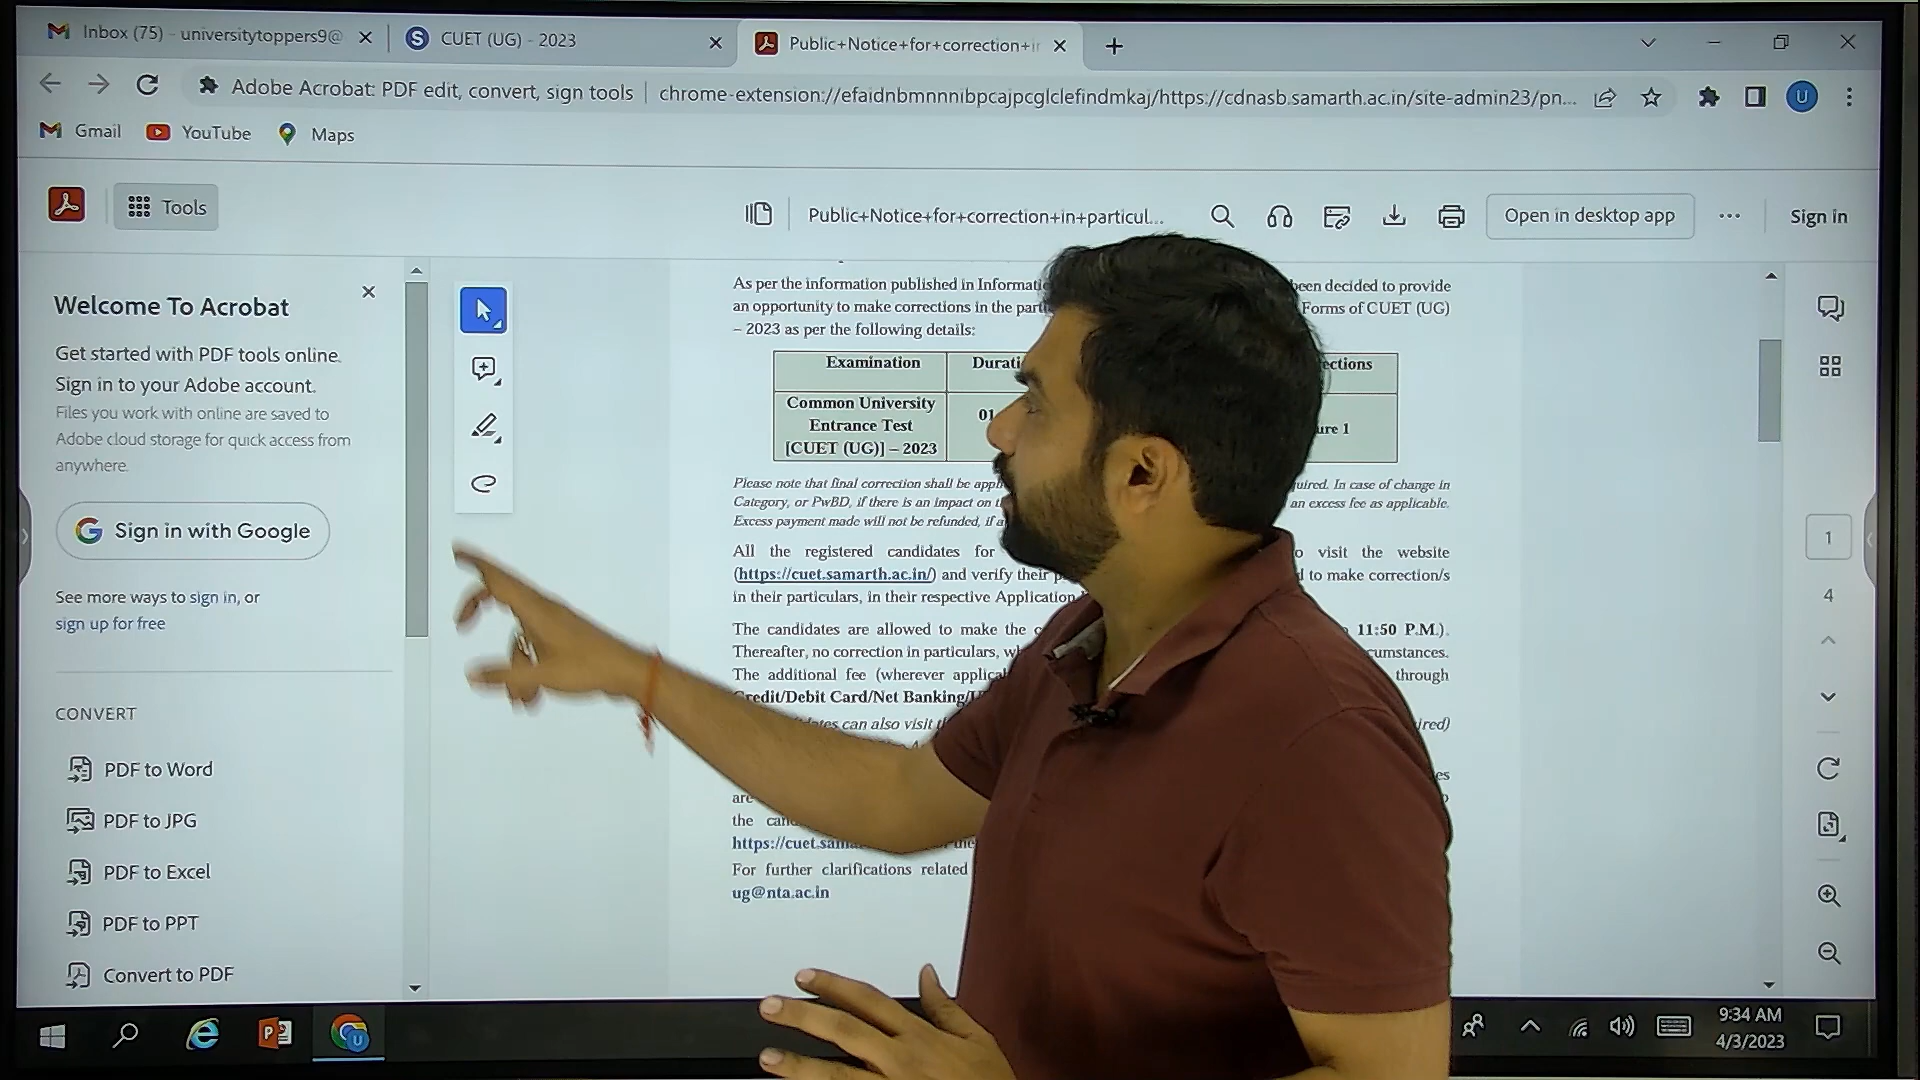 Inbox (75) - universitytoppers9@
CUET (UG) - 2023
Public+Notice+for+correction+i
Adobe Acrobat: PDF edit, convert, sign tools
chrome-extension://efaidnbmnnnibpcajpcglclefindmkaj/https://cdnasb.samarth.ac.in/site-admin23/pn...
U
Gmail
YouTube
Maps
Tools
Public+Notice+for+correction+in+particul...
Open in desktop app
Sign In
Welcome To Acrobat
Get started with PDF tools online.
Sign in to your Adobe account.
Files you work with online are saved to
Adobe cloud storage for quick access from
anywhere.
Sign in with Google
See more ways to sign in, or
sign up for free
CONVERT
PDF to Word
PDF to JPG
PDF to Excel
PDF to PPT
Convert to PDF
As per the information published in Informati been decided to provide
an opportunity to make corrections in the Forms of CUET (UG)
– 2023 as per the following details:
Examination Durati ections
Common University
Entrance Test
[CUET (UG)] – 2023
01
ure 1
Please note that final correction shall be uired. In case of change in
Category, or PwBD, if there is an impact on an excess fee as applicable.
Excess payment made will not be refunded, if
All the registered candidates for to visit the website
(https://cuet.samarth.ac.in/) and verify their to make correction/s
in their particulars, in their respective Application
The candidates are allowed to make the 11:50 P.M.).
Thereafter, no correction in particulars, cumstances.
The additional fee (wherever through
Credit/Debit Card/Net Banking/
can also visit ired)
are
the
https://cuet.sama
For further clarifications related
ug@nta.ac.in
1
4
9:34 AM
4/3/2023